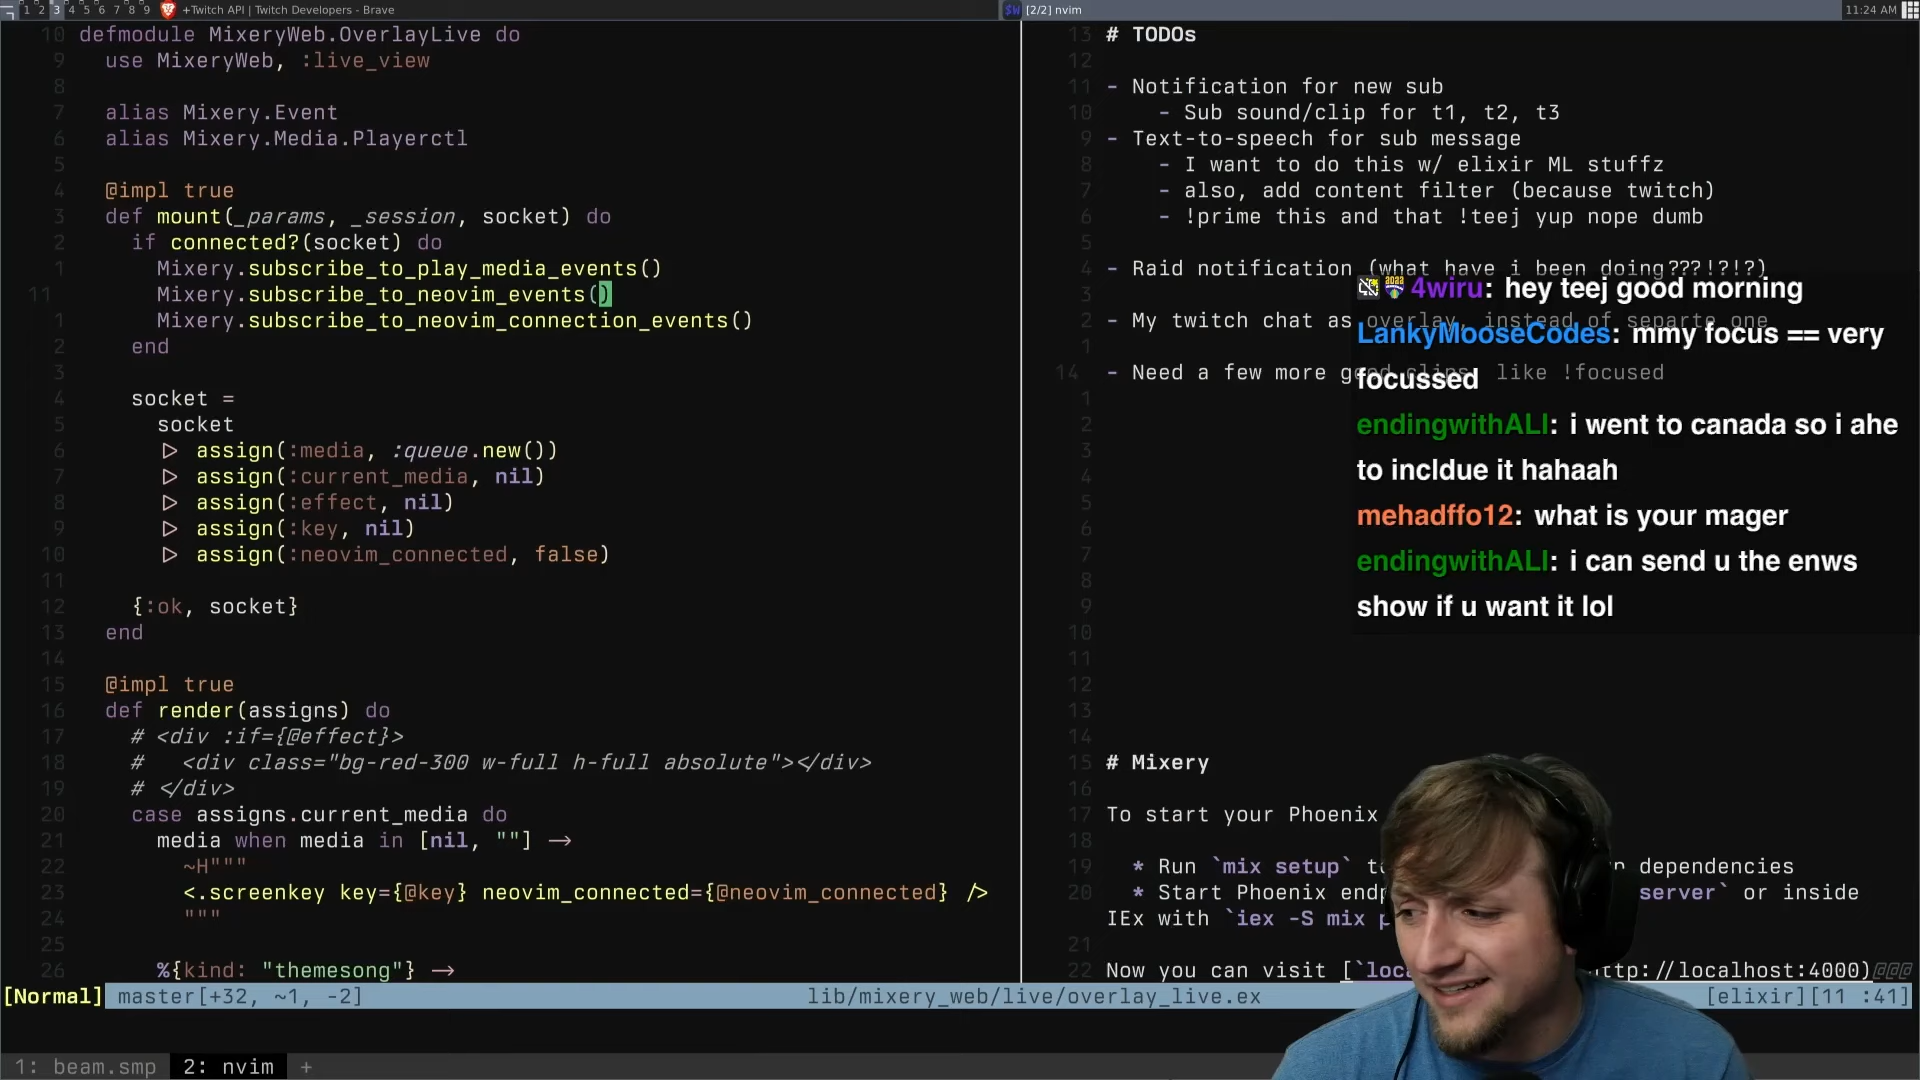 1 2 3 4 5 6 7 8 9 +Twitch API | Twitch Developers - Brave
$W [2/2] nvim
11:24 AM
10 defmodule MixeryWeb.OverlayLive do
9 use MixeryWeb, :live_view
8
7 alias Mixery.Event
6 alias Mixery.Media.Playerctl
5
4 @impl true
3 def mount(_params, _session, socket) do
2 if connected?(socket) do
1 Mixery.subscribe_to_play_media_events()
11 Mixery.subscribe_to_neovim_events()
1 Mixery.subscribe_to_neovim_connection_events()
2 end
3
4 socket =
5 socket
6 |> assign(:media, :queue.new())
7 |> assign(:current_media, nil)
8 |> assign(:effect, nil)
9 |> assign(:key, nil)
10 |> assign(:neovim_connected, false)
11
12 {:ok, socket}
13 end
14
15 @impl true
16 def render(assigns) do
17 # <div :if={@effect}>
18 # <div class="bg-red-300 w-full h-full absolute"></div>
19 # </div>
20 case assigns.current_media do
21 media when media in [nil, ""] ->
22 ~H"""
23 <.screenkey key={@key} neovim_connected={@neovim_connected} />
24 """
25
26 %{kind: "themesong"} ->
13 # TODOs
12
11 - Notification for new sub
10 - Sub sound/clip for t1, t2, t3
9 - Text-to-speech for sub message
8 - I want to do this w/ elixir ML stuffz
7 - also, add content filter (because twitch)
6 - !prime this and that !teej yup nope dumb
5
4 - Raid notification (what have i been doing???!?!?)
3
2 - My twitch chat as overlay, instead of separte one
1
14 - Need a few more good clips, like !focused
1
2
3
4
5
6
7
8
9
10
11
12
13
14
15 # Mixery
16
17 To start your Phoenix
18
19 * Run `mix setup` dependencies
20 * Start Phoenix server` or inside
IEx with `iex -S mix
21
22 Now you can visit localhost:4000)@@@
4wiru: hey teej good morning
LankyMooseCodes: mmy focus == very
focussed
endingwithALI: i went to canada so i ahe
to incldue it hahaah
mehadffo12: what is your mager
endingwithALI: i can send u the enws
show if u want it lol
[Normal] master[+32, ~1, -2] lib/mixery_web/live/overlay_live.ex [elixir][11 :41]
1: beam.smp 2: nvim +